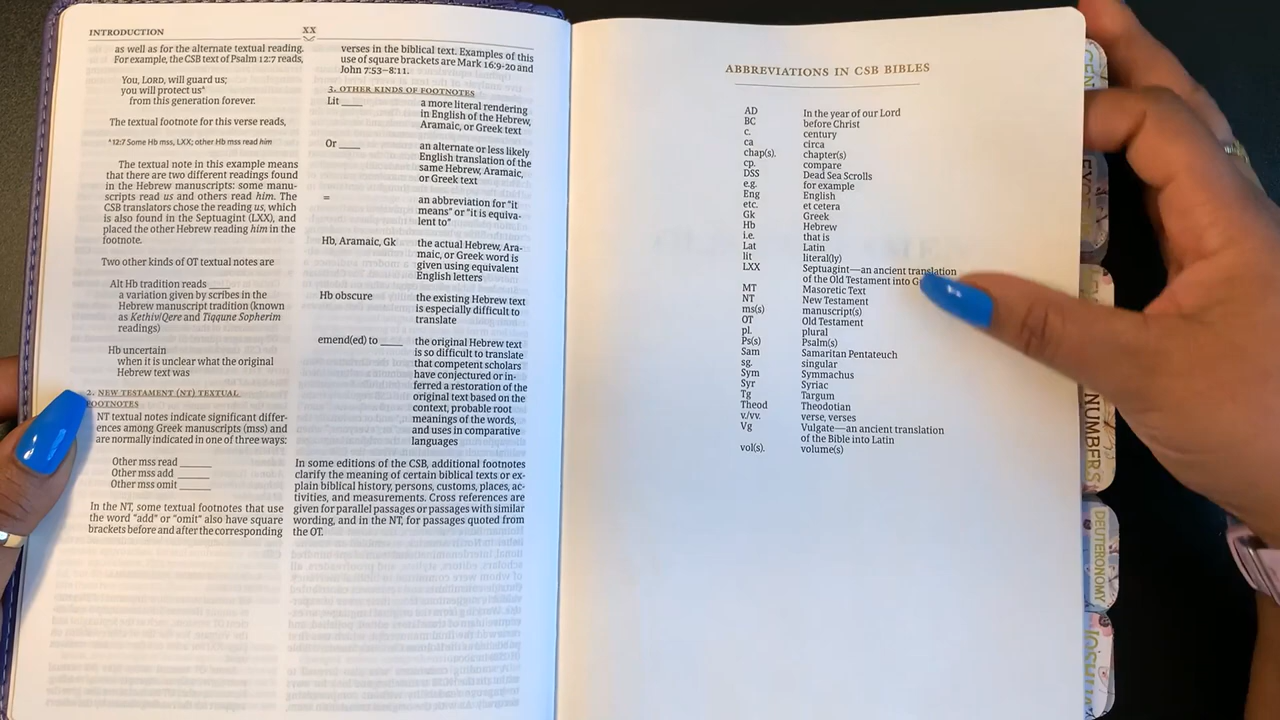 INTRODUCTION
XX
as well as for the alternate textual reading.
For example, the CSB text of Psalm 12:7 reads,
You, LORD, will guard us;
you will protect usᴬ
from this generation forever.
The textual footnote for this verse reads,
ᴬ12:7 Some Hb mss, LXX; other Hb mss read him
The textual note in this example means
that there are two different readings found
in the Hebrew manuscripts: some manu-
scripts read us and others read him. The
CSB translators chose the reading us, which
is also found in the Septuagint (LXX), and
placed the other Hebrew reading him in the
footnote.
Two other kinds of OT textual notes are
Alt Hb tradition reads ____
a variation given by scribes in the
Hebrew manuscript tradition (known
as Kethiv/Qere and Tiqqune Sopherim
readings)
Hb uncertain
when it is unclear what the original
Hebrew text was
2. NEW TESTAMENT (NT) TEXTUAL
FOOTNOTES
NT textual notes indicate significant differ-
ences among Greek manuscripts (mss) and
are normally indicated in one of three ways:
Other mss read ____
Other mss add ____
Other mss omit ____
In the NT, some textual footnotes that use
the word “add” or “omit” also have square
brackets before and after the corresponding
verses in the biblical text. Examples of this
use of square brackets are Mark 16:9-20 and
John 7:53–8:11.
3. OTHER KINDS OF FOOTNOTES
Lit ____ a more literal rendering
in English of the Hebrew,
Aramaic, or Greek text
Or ____ an alternate or less likely
English translation of the
same Hebrew, Aramaic,
or Greek text
= an abbreviation for “it
means” or “it is equiva-
lent to”
Hb, Aramaic, Gk the actual Hebrew, Ara-
maic, or Greek word is
given using equivalent
English letters
Hb obscure the existing Hebrew text
is especially difficult to
translate
emend(ed) to ____ the original Hebrew text
is so difficult to translate
that competent scholars
have conjectured or in-
ferred a restoration of the
original text based on the
context, probable root
meanings of the words,
and uses in comparative
languages
In some editions of the CSB, additional footnotes
clarify the meaning of certain biblical texts or ex-
plain biblical history, persons, customs, places, ac-
tivities, and measurements. Cross references are
given for parallel passages or passages with similar
wording, and in the NT, for passages quoted from
the OT.
ABBREVIATIONS IN CSB BIBLES
AD In the year of our Lord
BC before Christ
c. century
ca circa
chap(s). chapter(s)
cp. compare
DSS Dead Sea Scrolls
e.g. for example
Eng English
etc. et cetera
Gk Greek
Hb Hebrew
i.e. that is
Lat Latin
lit literal(ly)
LXX Septuagint—an ancient translation
of the Old Testament into
MT Masoretic Text
NT New Testament
ms(s) manuscript(s)
OT Old Testament
pl. plural
Ps(s) Psalm(s)
Sam Samaritan Pentateuch
sg. singular
Sym Symmachus
Syr Syriac
Tg Targum
Theod Theodotian
v./vv. verse, verses
Vg Vulgate—an ancient translation
of the Bible into Latin
vol(s). volume(s)
NUMBERS
DEUTERONOMY